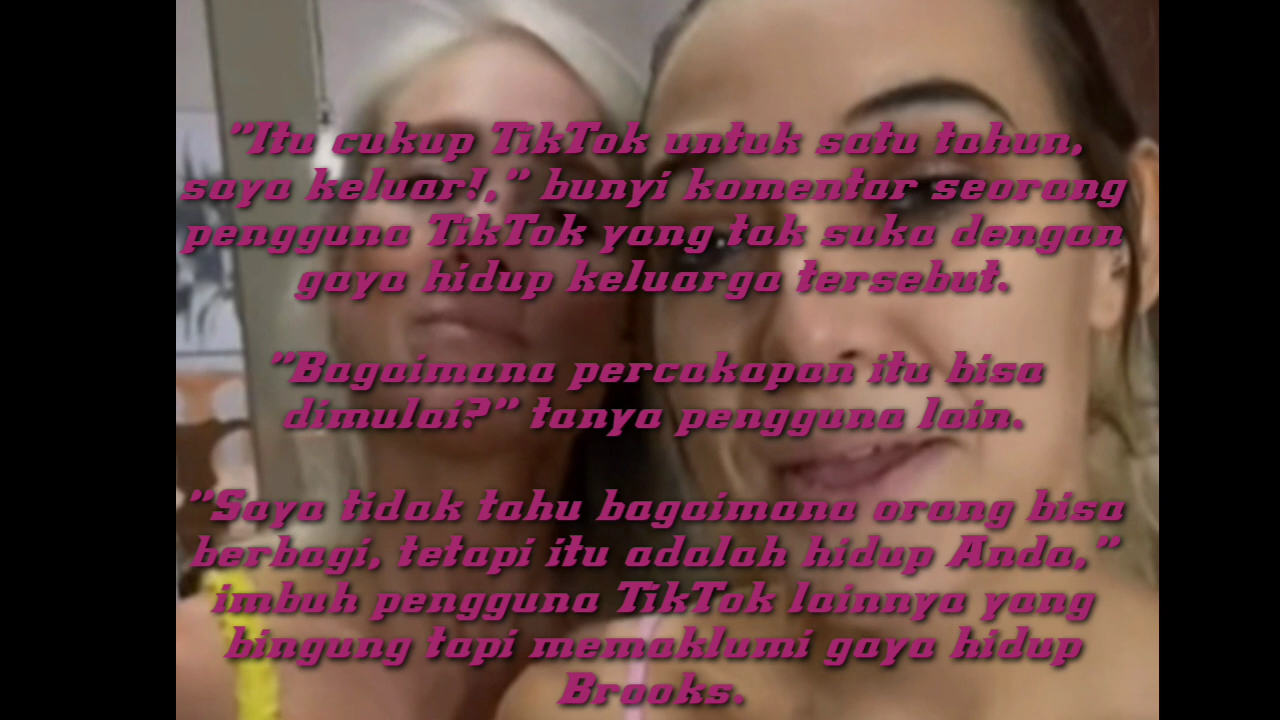 "Itu cukup TikTok untuk satu tahun,
saya keluar!," bunyi komentar seorang
pengguna TikTok yang tak suka dengan
gaya hidup keluarga tersebut.
"Bagaimana percakapan itu bisa
dimulai?" tanya pengguna lain.
"Saya tidak tahu bagaimana orang bisa
berbagi, tetapi itu adalah hidup Anda,"
imbuh pengguna TikTok lainnya yang
bingung tapi memaklumi gaya hidup
Brooks.